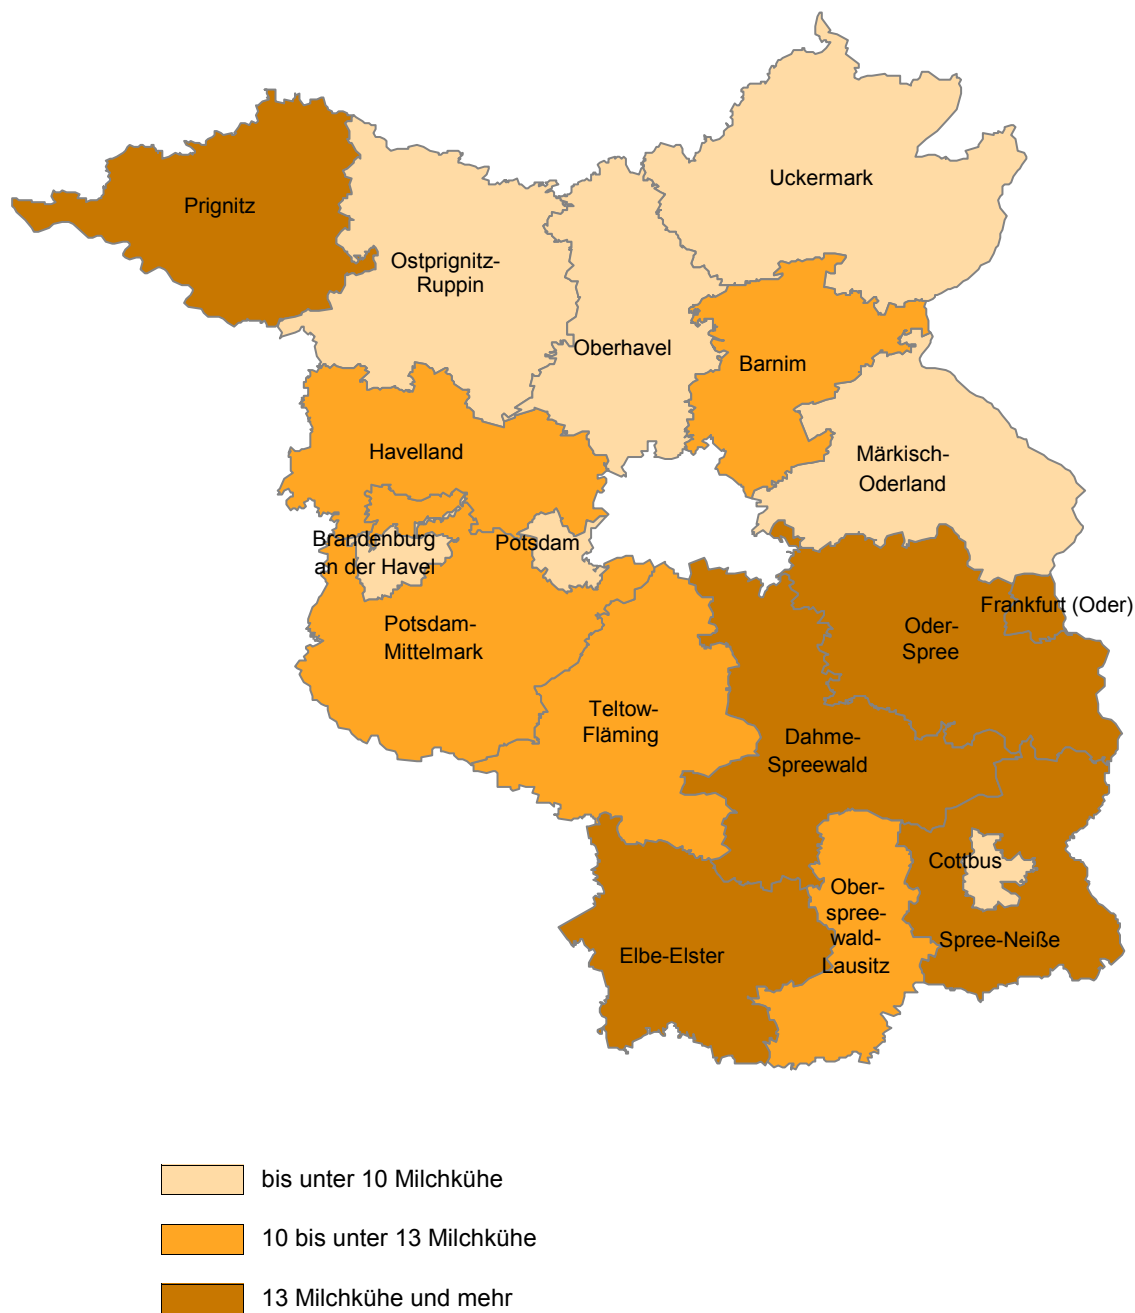 Uckermark
Prignitz
Ostprignitz-
Ruppin
Oberhavel
Barnim
Havelland
Märkisch-
Oderland
Brandenburg
an der Havel
Potsdam
Frankfurt (Oder)
Potsdam-
Mittelmark
Oder-
Spree
Teltow-
Fläming
Dahme-
Spreewald
Cottbus
Ober-
spree-
wald-
Lausitz
Spree-Neiße
Elbe-Elster
bis unter 10 Milchkühe
10 bis unter 13 Milchkühe
13 Milchkühe und mehr